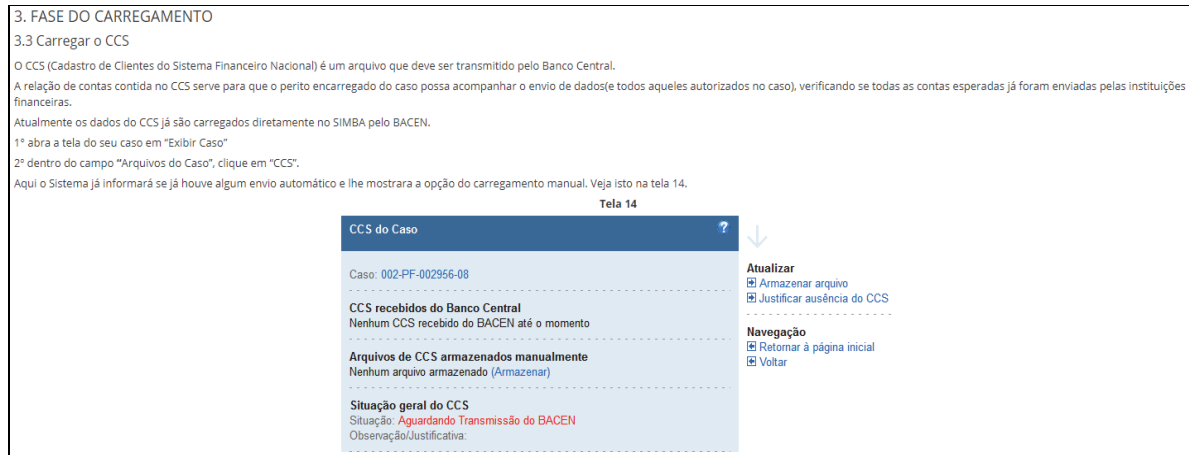 3. FASE DO CARREGAMENTO
3.3 Carregar o CCS
O CCS (Cadastro de Clientes do Sistema Financeiro Nacional) é um arquivo que deve ser transmitido pelo Banco Central.
A relação de contas contida no CCS serve para que o perito encarregado do caso possa acompanhar o envio de dados(e todos aqueles autorizados no caso), verificando se todas as contas esperadas já foram enviadas pelas instituições
financeiras.
Atualmente os dados do CCS já são carregados diretamente no SIMBA pelo BACEN.
1° abra a tela do seu caso em “Exibir Caso”
2° dentro do campo “Arquivos do Caso”, clique em “CCS”.
Aqui o Sistema já informará se já houve algum envio automático e lhe mostrara a opção do carregamento manual. Veja isto na tela 14.
Tela 14
CCS do Caso ?
Caso: 002-PF-002956-08
CCS recebidos do Banco Central
Nenhum CCS recebido do BACEN até o momento
Arquivos de CCS armazenados manualmente
Nenhum arquivo armazenado (Armazenar)
Situação geral do CCS
Situação: Aguardando Transmissão do BACEN
Observação/Justificativa:
Atualizar
Armazenar arquivo
Justificar ausência do CCS
Navegação
Retornar à página inicial
Voltar